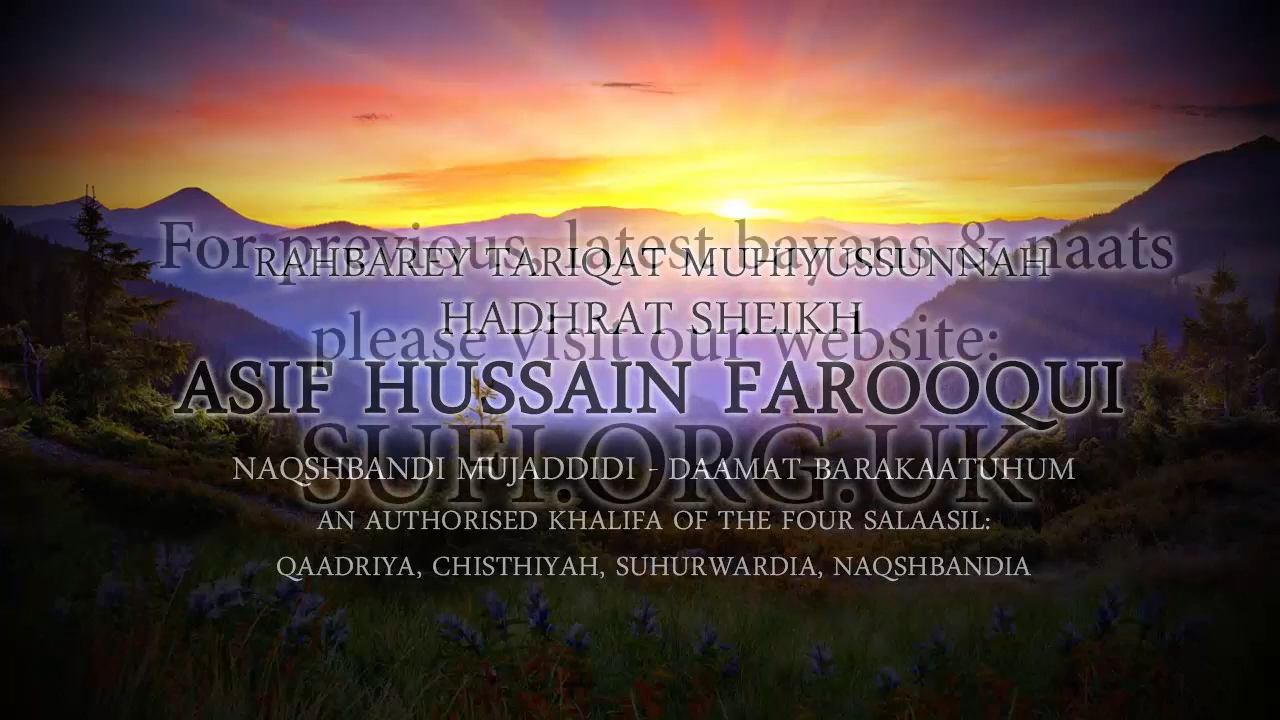 For previous, latest bayans & naats
RAHBAREY TARIQAT MUHIYUSSUNNAH
HADHRAT SHEIKH
please visit our website:
ASIF HUSSAIN FAROOQUI
SUFI.ORG.UK
NAQSHBANDI MUJADDIDI - DAAMAT BARAKAATUHUM
AN AUTHORISED KHALIFA OF THE FOUR SALAASIL:
QAADRIYA, CHISTHIYAH, SUHURWARDIA, NAQSHBANDIA